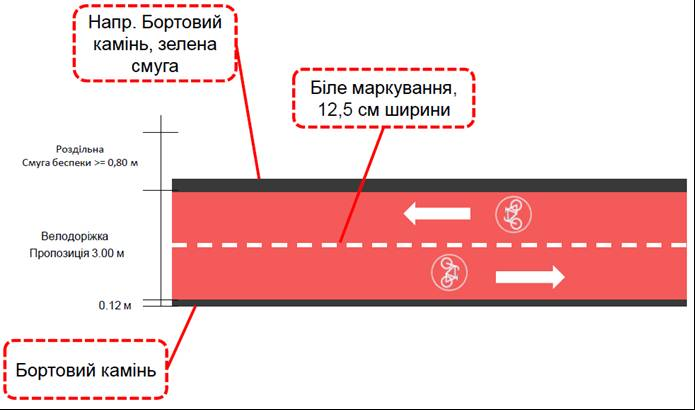 Напр. Бортовий
камінь, зелена
смуга
Біле маркування,
12,5 см ширини
Роздільна
Смуга беспеки >= 0,80 м
Велодоріжка
Пропозиція 3.00 м
0.12 м
Бортовий камінь